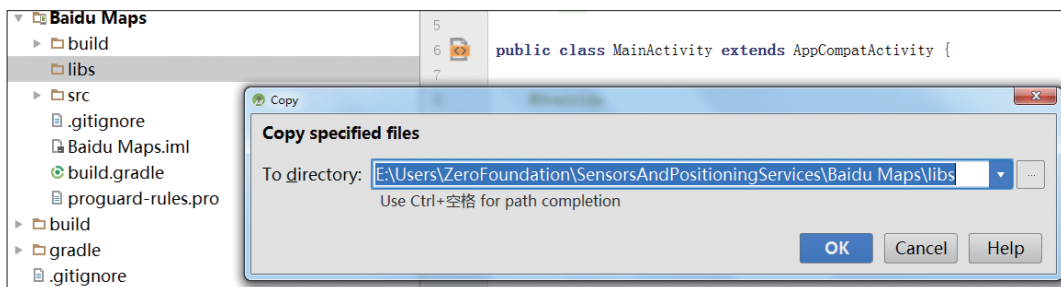 Baidu Maps
build
libs
src
.gitignore
Baidu Maps.iml
build.gradle
proguard-rules.pro
build
gradle
.gitignore
5
6 public class MainActivity extends AppCompatActivity {
7
Copy
Copy specified files
To directory: E:\Users\ZeroFoundation\SensorsAndPositioningServices\Baidu Maps\libs
Use Ctrl+空格 for path completion
OK Cancel Help